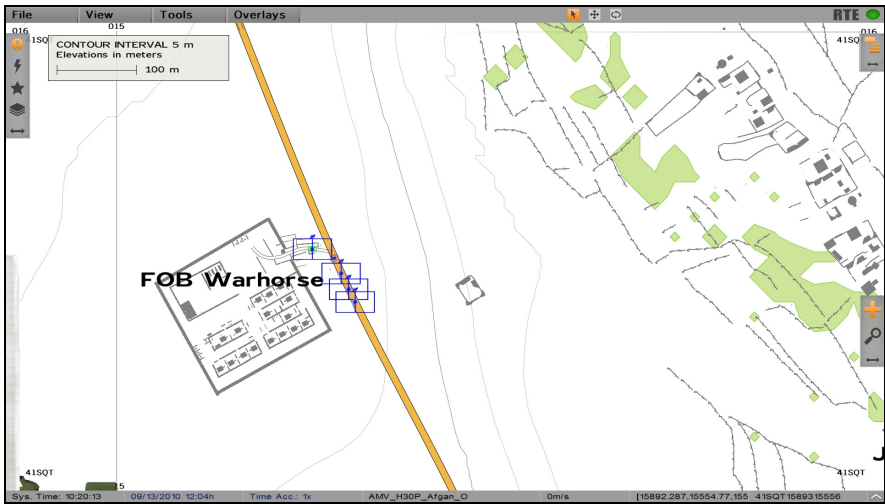 File View Tools Overlays RTE
016 015 016
41SQT 41SQT
CONTOUR INTERVAL 5 m
Elevations in meters
100 m
FOB Warhorse
J
41SQT 41SQT
5
Sys. Time: 10:20:13 09/13/2010 12:04h Time Acc.: 1x AMV_H30P_Afgan_O 0m/s [15892.287,15554.77,155 41SQT1589315556